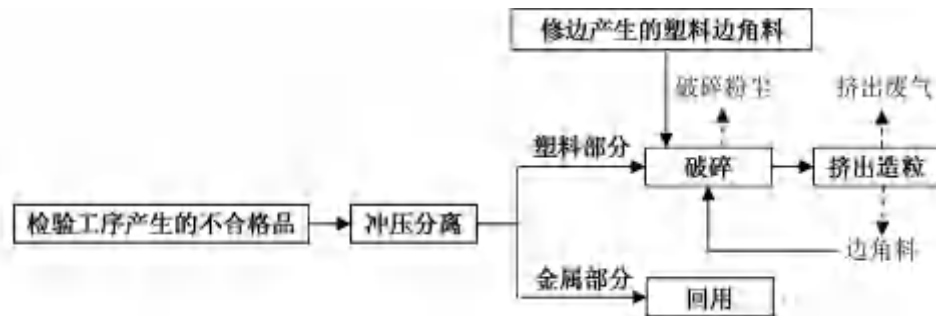 修边产生的塑料边角料
破碎粉尘
挤出废气
塑料部分
破碎
挤出造粒
检验工序产生的不合格品
冲压分离
边角料
金属部分
回用